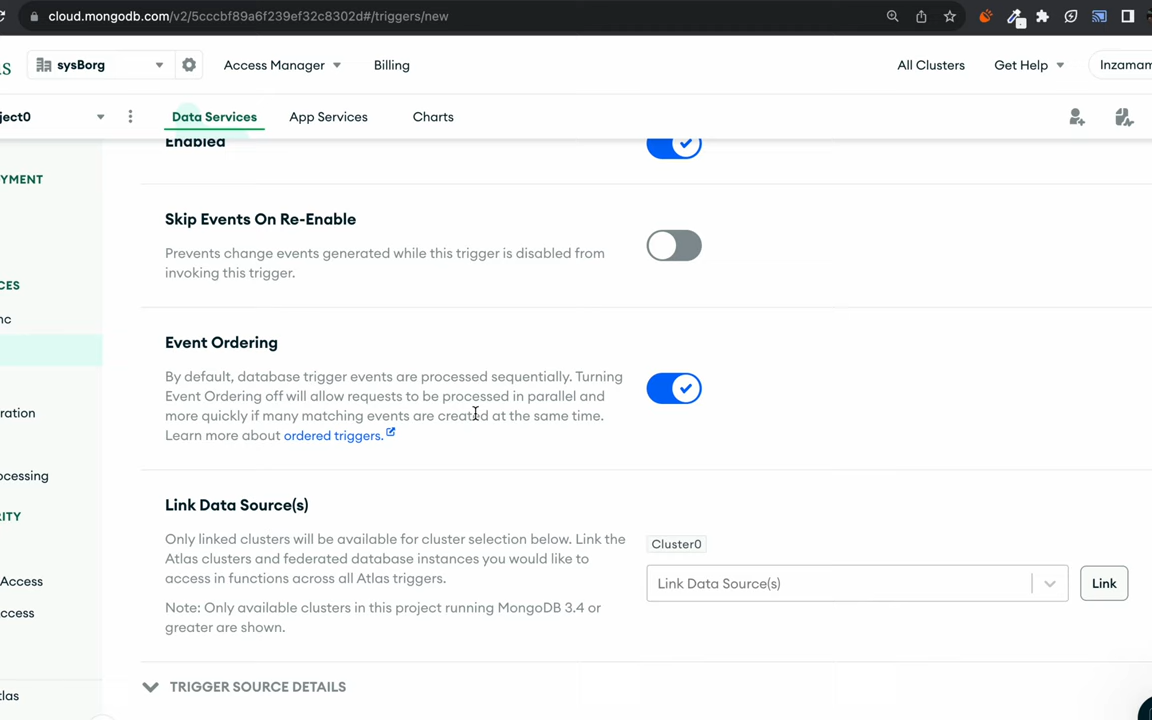 cloud.mongodb.com/v2/5cccbf89a6f239ef32c8302d#/triggers/new
s
sysBorg
Access Manager
Billing
All Clusters
Get Help
Inzamam
ject0
Data Services
App Services
Charts
Enabled
YMENT
Skip Events On Re-Enable
Prevents change events generated while this trigger is disabled from
invoking this trigger.
CES
nc
Event Ordering
By default, database trigger events are processed sequentially. Turning
Event Ordering off will allow requests to be processed in parallel and
more quickly if many matching events are created at the same time.
Learn more about ordered triggers.
ration
ocessing
RITY
Link Data Source(s)
Only linked clusters will be available for cluster selection below. Link the
Atlas clusters and federated database instances you would like to
access in functions across all Atlas triggers.
Note: Only available clusters in this project running MongoDB 3.4 or
greater are shown.
Cluster0
Link Data Source(s)
Link
Access
ccess
tlas
TRIGGER SOURCE DETAILS